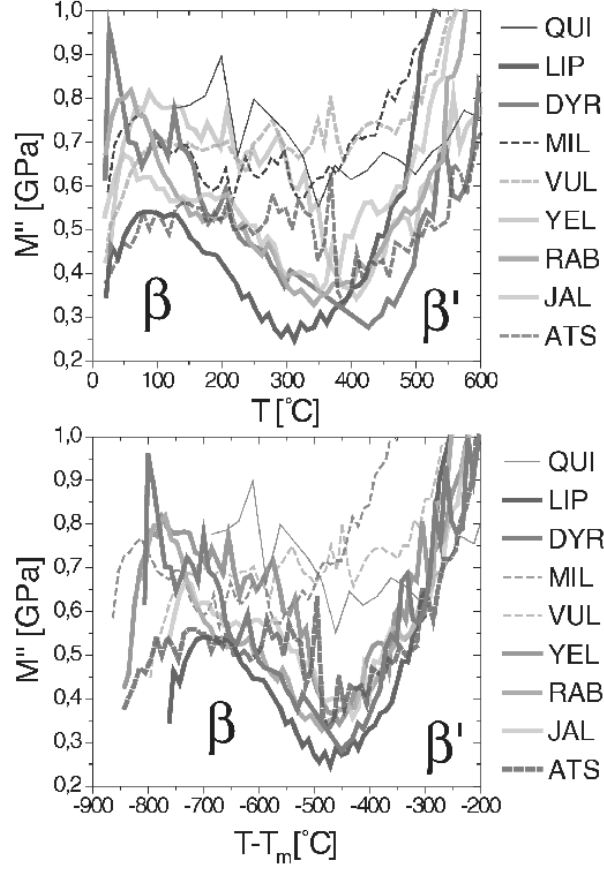 1,0
0,9
0,8
0,7
0,6
0,5
0,4
0,3
0,2
M" [GPa]
β
β'
0 100 200 300 400 500 600
T [°C]
QUI
LIP
DYR
MIL
VUL
YEL
RAB
JAL
ATS
1,0
0,9
0,8
0,7
0,6
0,5
0,4
0,3
0,2
M" [GPa]
β
β'
-900 -800 -700 -600 -500 -400 -300 -200
T-Tm[°C]
QUI
LIP
DYR
MIL
VUL
YEL
RAB
JAL
ATS